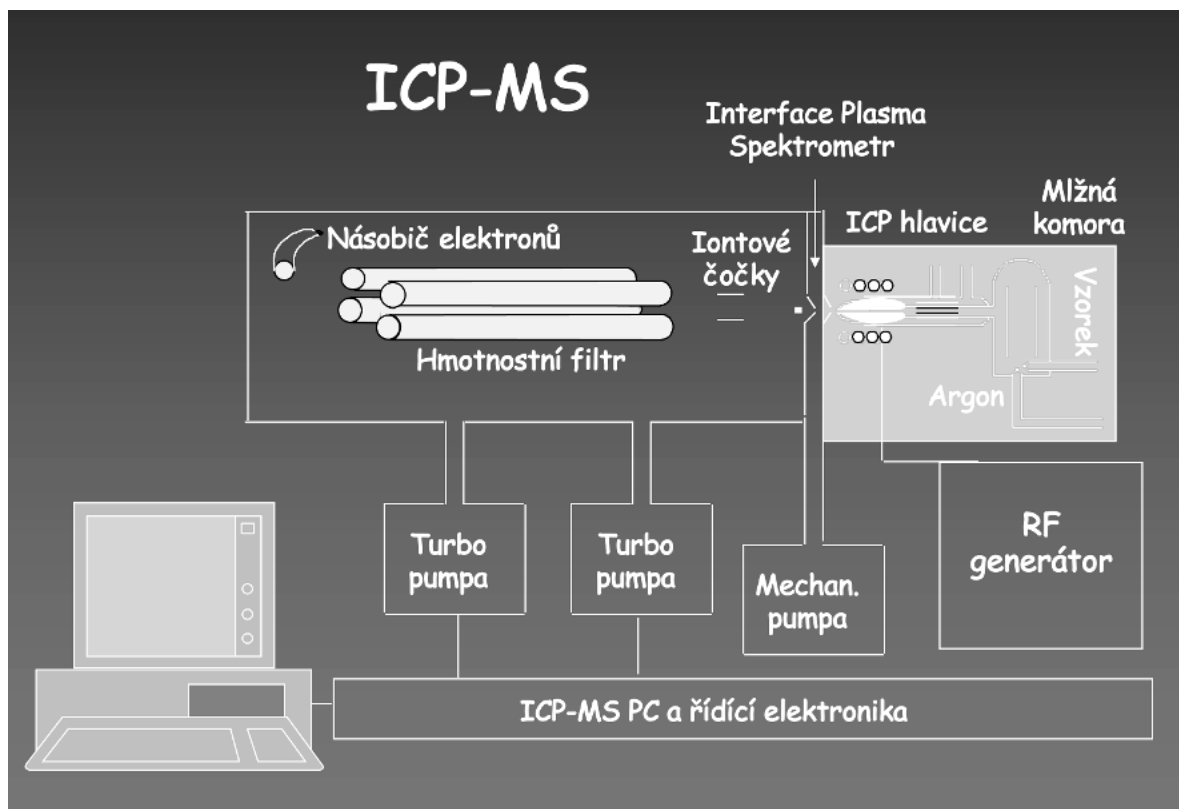 ICP-MS
Interface Plasma
Spektrometr
Mlžná
komora
ICP hlavice
Násobič elektronů
Iontové
čočky
Vzorek
Hmotnostní filtr
Argon
Turbo
pumpa
Turbo
pumpa
Mechan.
pumpa
RF
generátor
ICP-MS PC a řídící elektronika